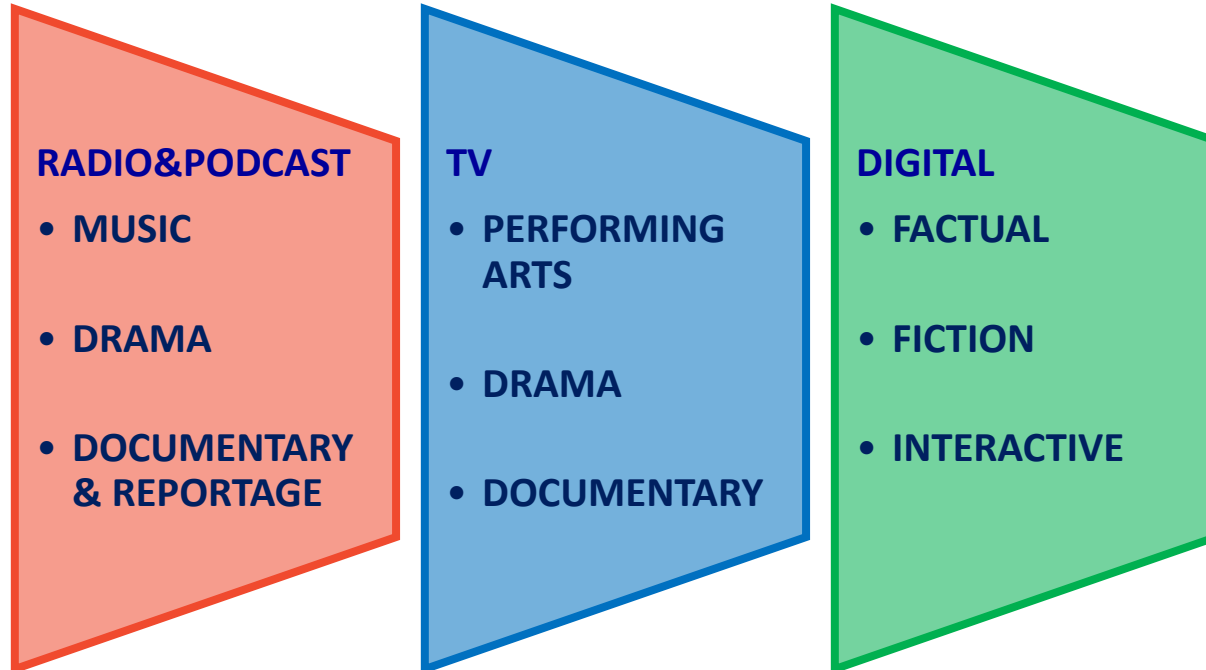 RADIO&PODCAST
• MUSIC
• DRAMA
• DOCUMENTARY
& REPORTAGE
TV
• PERFORMING
ARTS
• DRAMA
• DOCUMENTARY
DIGITAL
• FACTUAL
• FICTION
• INTERACTIVE